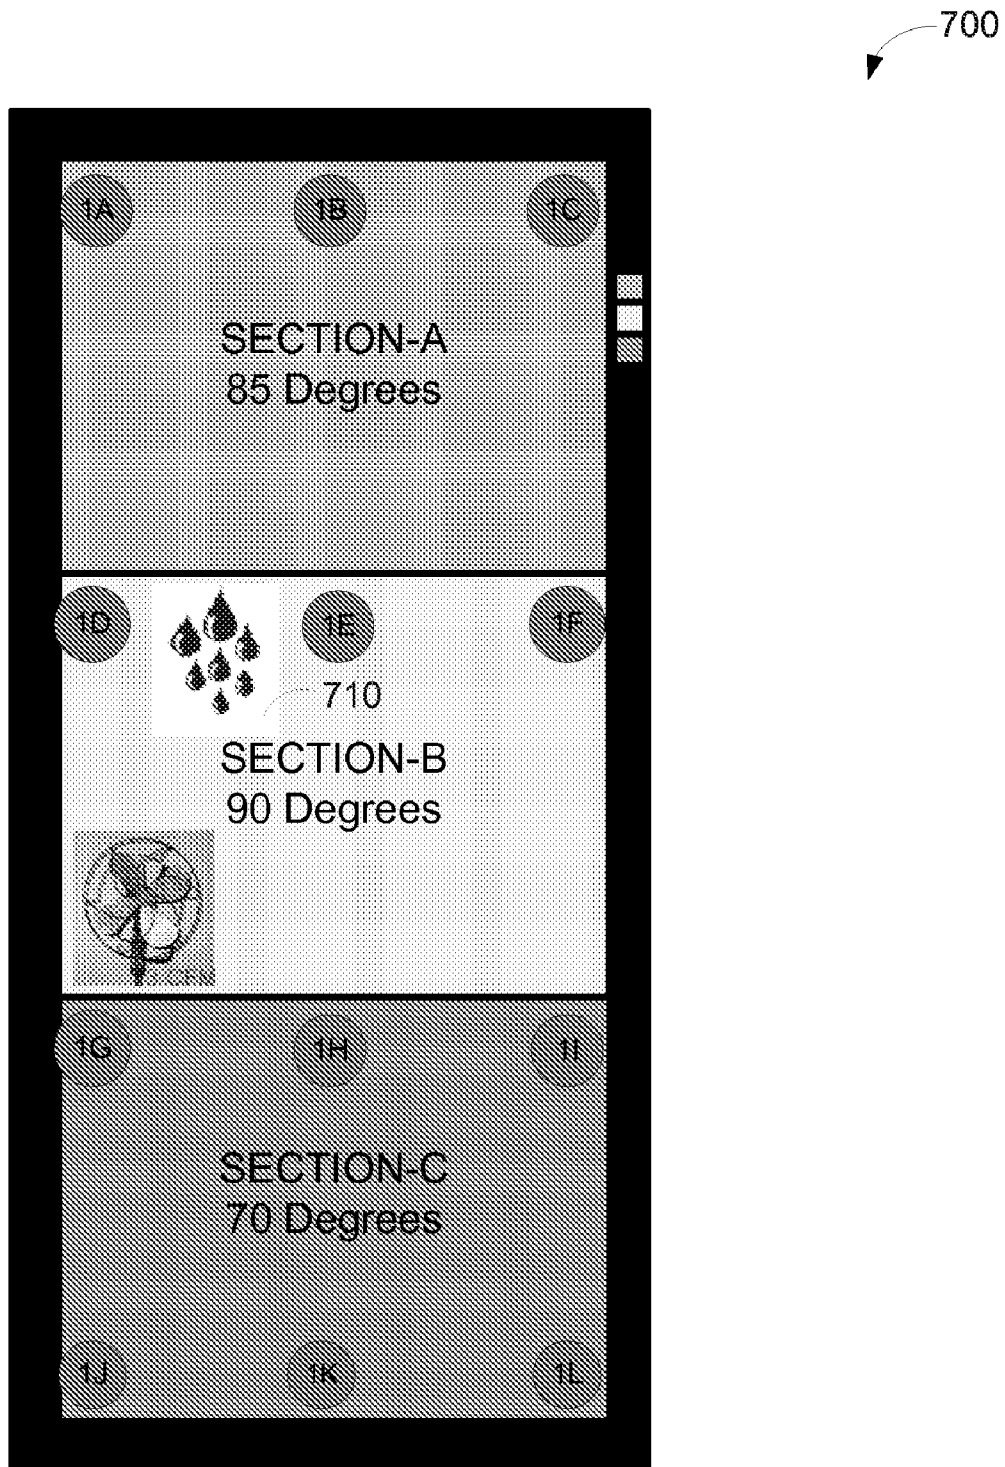 700
1A 1B 1C
SECTION-A
85 Degrees
1D 1E 1F
710
SECTION-B
90 Degrees
1G 1H 1I
SECTION-C
70 Degrees
1J 1K 1L